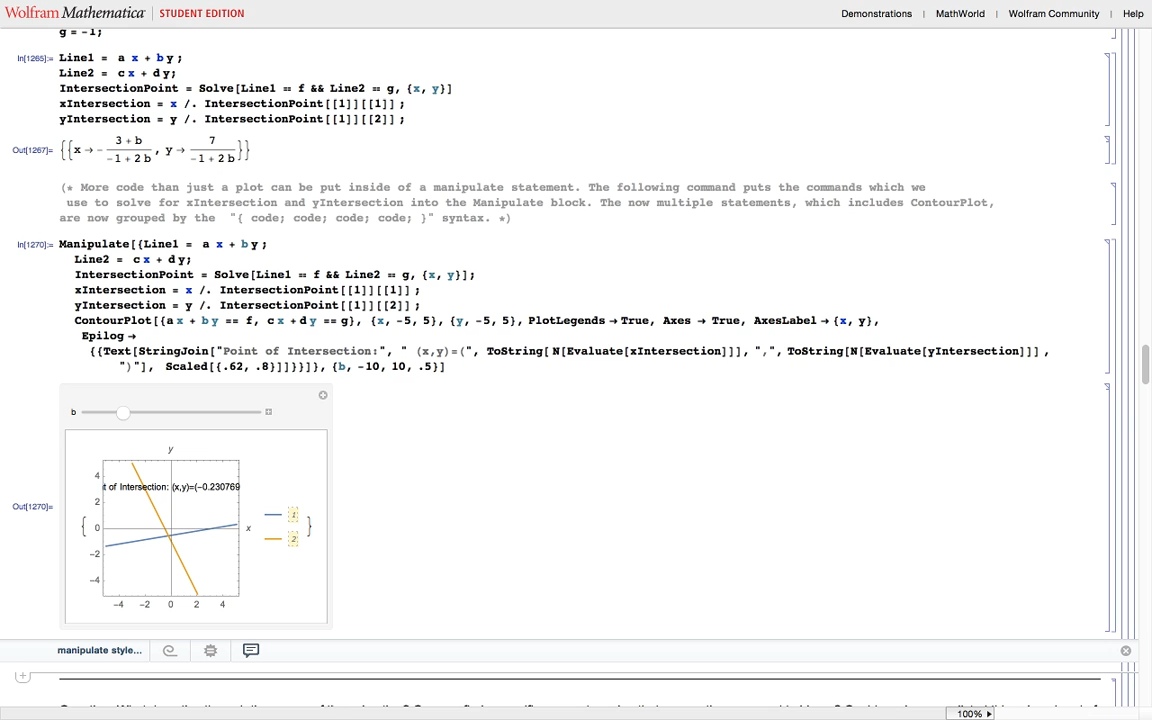 Wolfram Mathematica | STUDENT EDITION
Demonstrations | MathWorld | Wolfram Community | Help
g = -1;
In[1265]:= Line1 = a x + b y ;
Line2 = c x + d y;
IntersectionPoint = Solve[Line1 == f && Line2 == g, {x, y}]
xIntersection = x /. IntersectionPoint[[1]][[1]] ;
yIntersection = y /. IntersectionPoint[[1]][[2]] ;
Out[1267]= {{x → - (3 + b)/(-1 + 2 b), y → 7/(-1 + 2 b)}}
(* More code than just a plot can be put inside of a manipulate statement. The following command puts the commands which we
use to solve for xIntersection and yIntersection into the Manipulate block. The now multiple statements, which includes ContourPlot,
are now grouped by the "{ code; code; code; code; }" syntax. *)
In[1270]:= Manipulate[{Line1 = a x + b y ;
Line2 = c x + d y;
IntersectionPoint = Solve[Line1 == f && Line2 == g, {x, y}];
xIntersection = x /. IntersectionPoint[[1]][[1]] ;
yIntersection = y /. IntersectionPoint[[1]][[2]] ;
ContourPlot[{a x + b y == f, c x + d y == g}, {x, -5, 5}, {y, -5, 5}, PlotLegends → True, Axes → True, AxesLabel → {x, y},
Epilog →
{{Text[StringJoin["Point of Intersection:", " (x,y)=(", ToString[ N[Evaluate[xIntersection]]], ",", ToString[N[Evaluate[yIntersection]]] ,
")"], Scaled[{.62, .8}]]}}]}, {b, -10, 10, .5}]
b
y
4
t of Intersection: (x,y)=(-0.230769
2
1
Out[1270]= { 0 x }
2
-2
-4
-4 -2 0 2 4
manipulate style...
100%